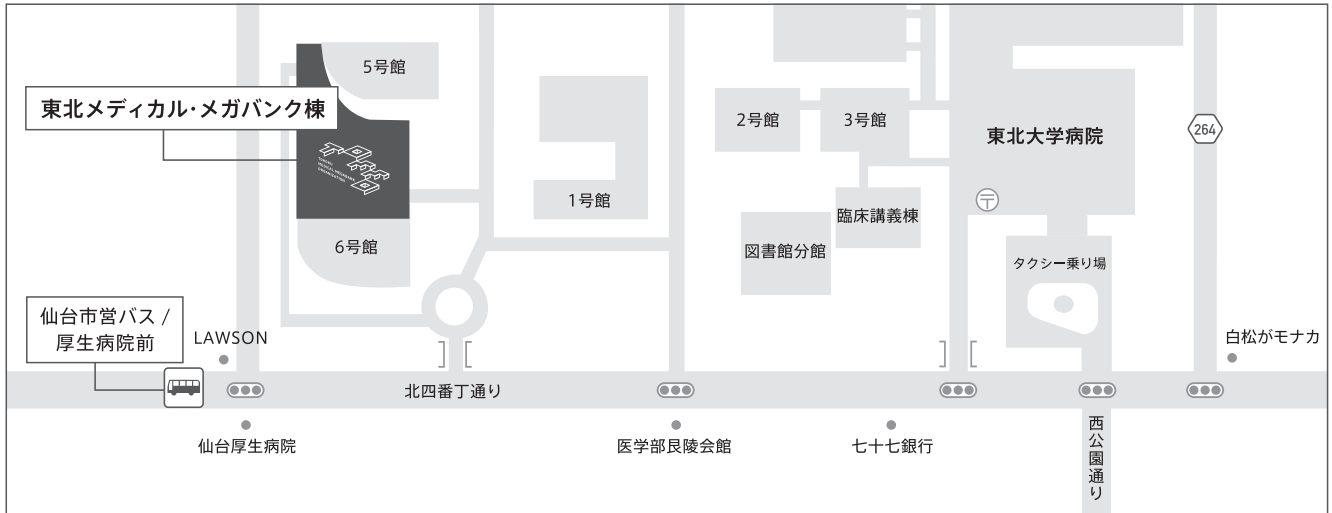 5号館
東北メディカル・メガバンク棟
TOHOKU
MEDICAL MEGABANK
ORGANIZATION
6号館
1号館
2号館
3号館
臨床講義棟
図書館分館
東北大学病院
〒
264
タクシー乗り場
仙台市営バス /
厚生病院前
LAWSON
白松がモナカ
北四番丁通り
仙台厚生病院
医学部艮陵会館
七十七銀行
西公園通り